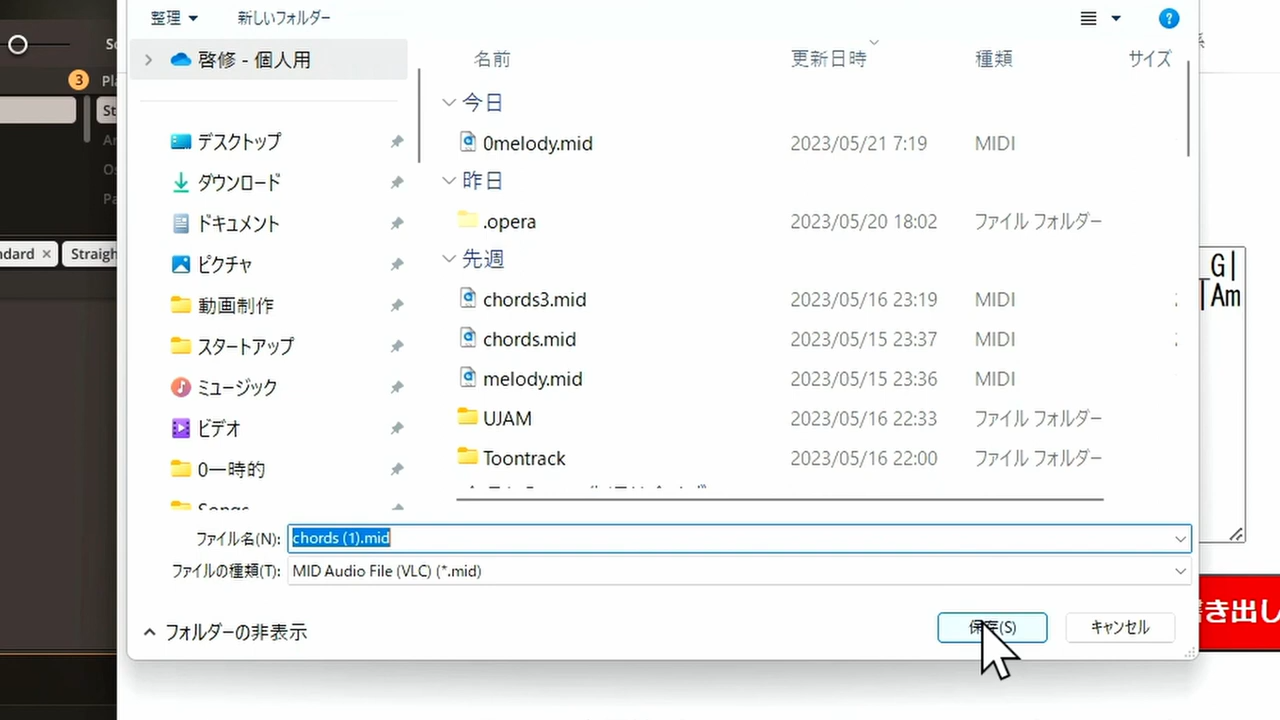 整理 新しいフォルダー
啓修 - 個人用
名前 更新日時 種類 サイズ
今日
0melody.mid 2023/05/21 7:19 MIDI
昨日
.opera 2023/05/20 18:02 ファイル フォルダー
先週
chords3.mid 2023/05/16 23:19 MIDI
chords.mid 2023/05/15 23:37 MIDI
melody.mid 2023/05/15 23:36 MIDI
UJAM 2023/05/16 22:33 ファイル フォルダー
Toontrack 2023/05/16 22:00 ファイル フォルダー
デスクトップ
ダウンロード
ドキュメント
ピクチャ
動画制作
スタートアップ
ミュージック
ビデオ
0一時的
Songs
ファイル名(N): chords (1).mid
ファイルの種類(T): MID Audio File (VLC) (*.mid)
フォルダーの非表示
保存(S) キャンセル
3
ndard × Straigh
G|
|Am
き出し